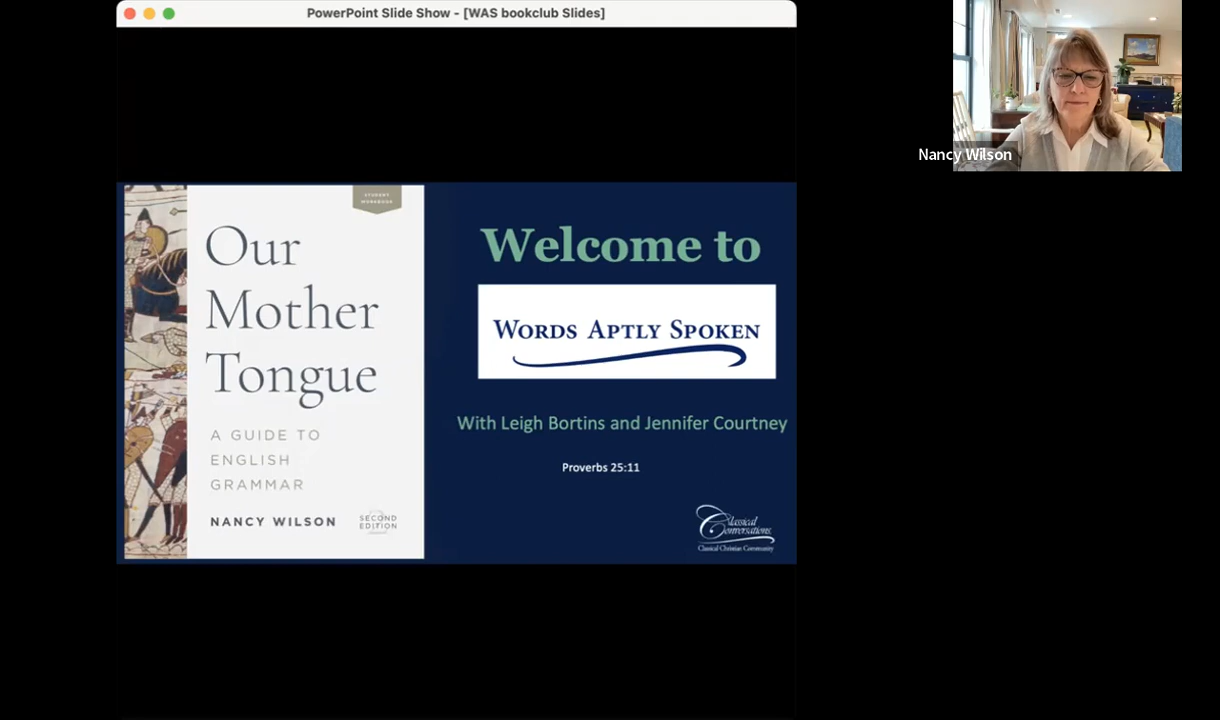 PowerPoint Slide Show - [WAS bookclub Slides]
Nancy Wilson
STUDENT
WORKBOOK
Our
Mother
Tongue
A GUIDE TO
ENGLISH
GRAMMAR
NANCY WILSON
SECOND
EDITION
Welcome to
WORDS APTLY SPOKEN
With Leigh Bortins and Jennifer Courtney
Proverbs 25:11
Classical
Conversations
Classical Christian Community